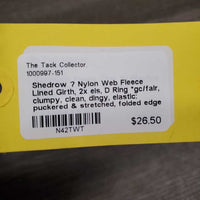 The Tack Collector
1000997-151
Shedrow ? Nylon Web Fleece
Lined Girth, 2x els, D Ring *gc/fair,
clumpy, clean, dingy, elastic:
puckered & stretched, folded edge
$26.50
N42TWT